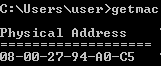 C:\Users\user>getmac
Physical Address
===================
08-00-27-94-A0-C5